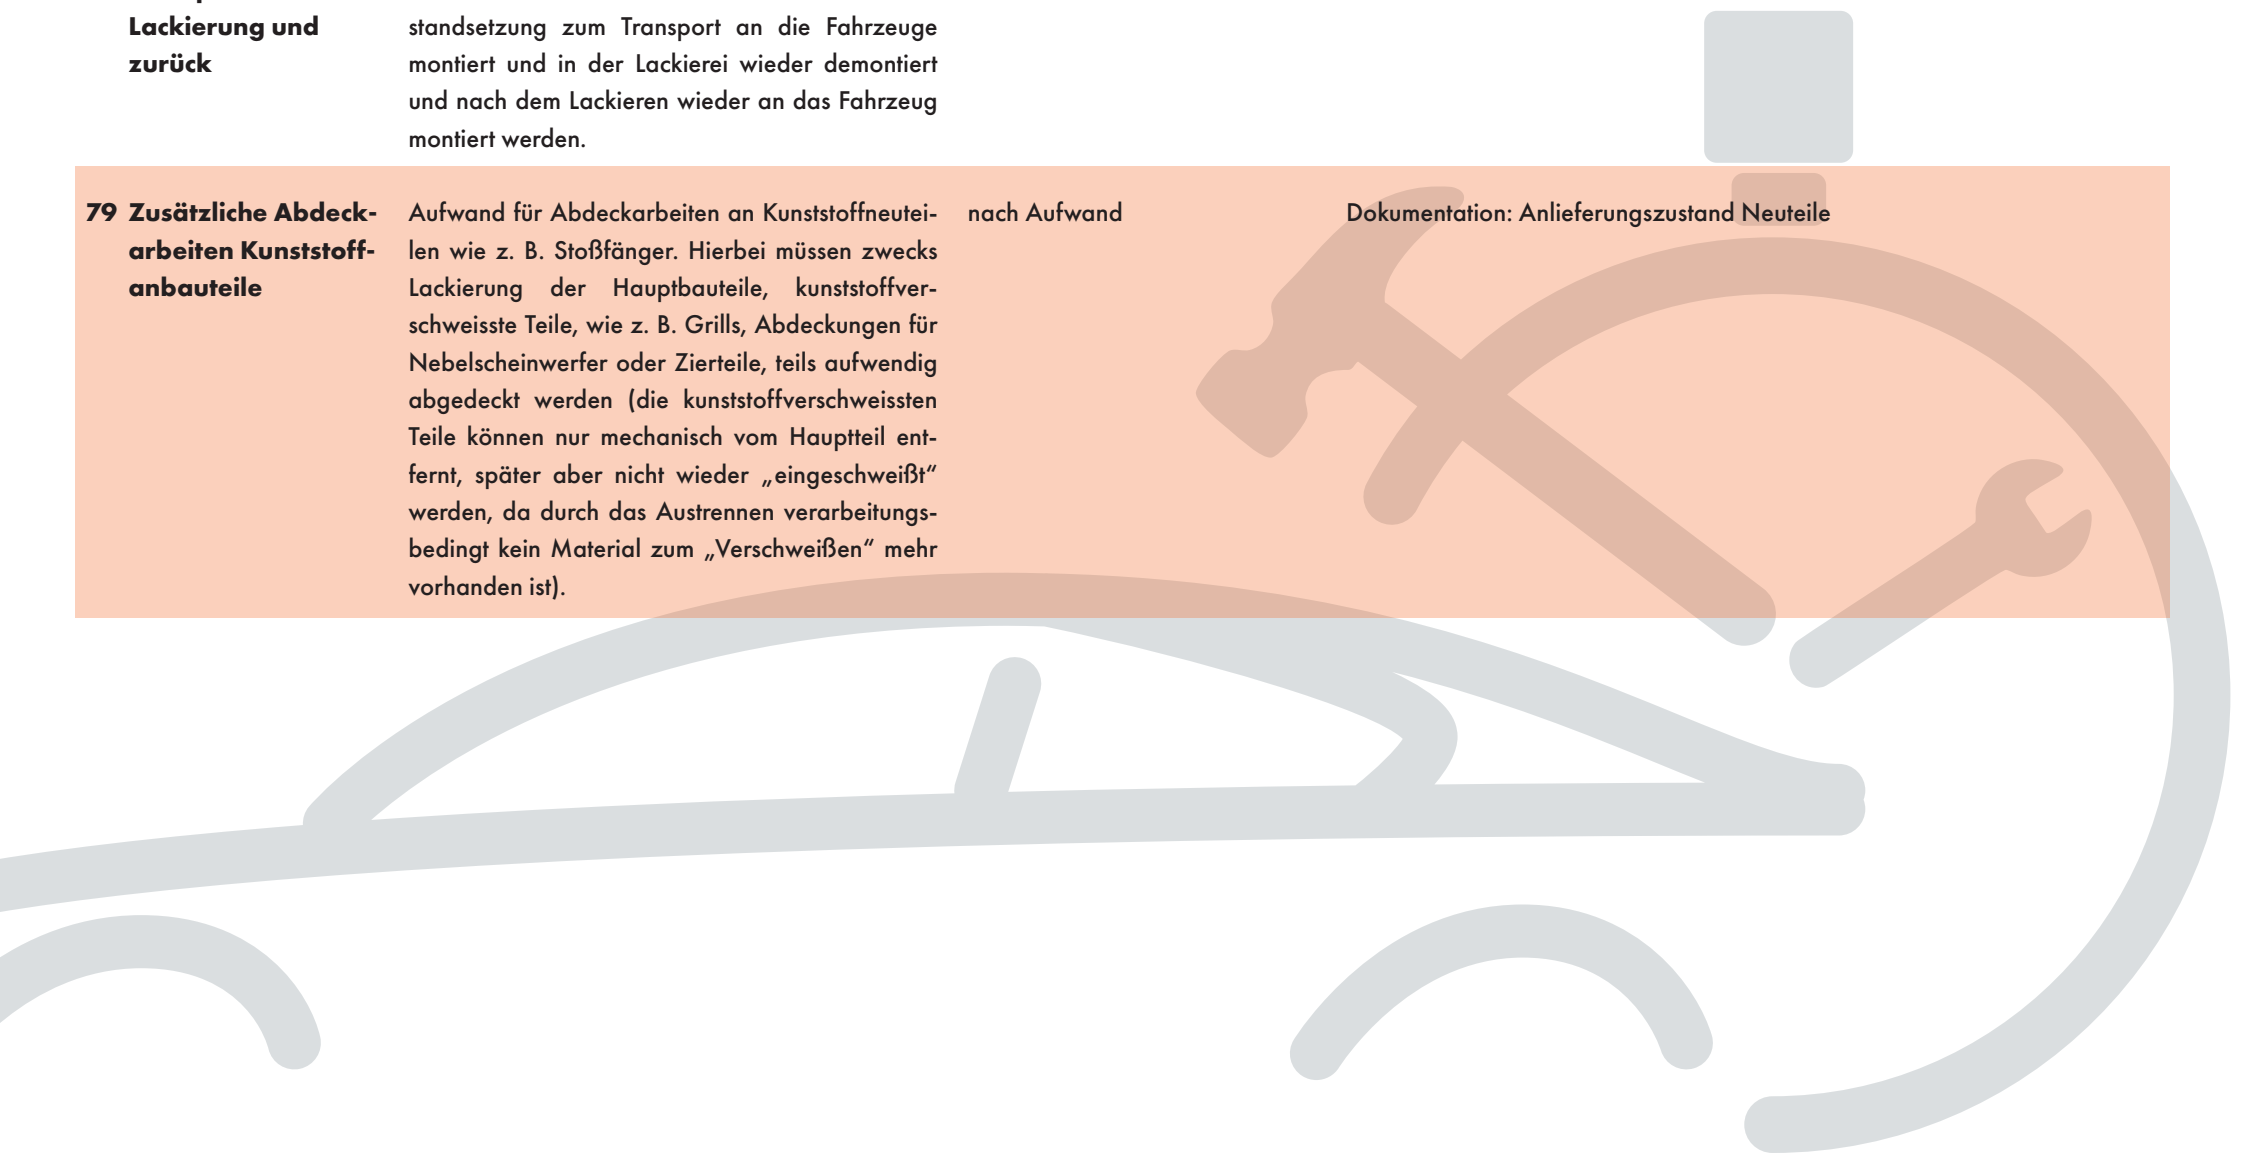 Lackierung und
zurück
standsetzung zum Transport an die Fahrzeuge
montiert und in der Lackierei wieder demontiert
und nach dem Lackieren wieder an das Fahrzeug
montiert werden.
79 Zusätzliche Abdeck-
arbeiten Kunststoff-
anbauteile
Aufwand für Abdeckarbeiten an Kunststoffneutei-
len wie z. B. Stoßfänger. Hierbei müssen zwecks
Lackierung der Hauptbauteile, kunststoffver-
schweisste Teile, wie z. B. Grills, Abdeckungen für
Nebelscheinwerfer oder Zierteile, teils aufwendig
abgedeckt werden (die kunststoffverschweissten
Teile können nur mechanisch vom Hauptteil ent-
fernt, später aber nicht wieder „eingeschweißt“
werden, da durch das Austrennen verarbeitungs-
bedingt kein Material zum „Verschweißen“ mehr
vorhanden ist).
nach Aufwand
Dokumentation: Anlieferungszustand Neuteile